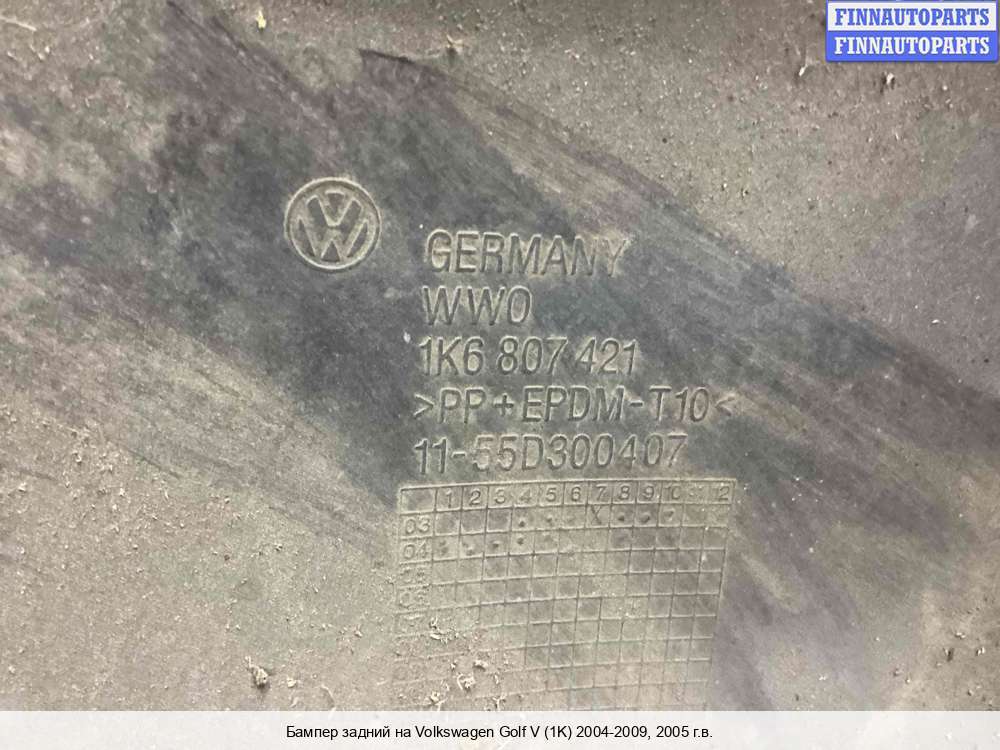 FINNAUTOPARTS
FINNAUTOPARTS
GERMANY
WWO
1K6 807 421
>PP+EPDM-T10<
11-55D300407
1 2 3 4 5 6 7 8 9 10 11 12
03
04
Бампер задний на Volkswagen Golf V (1K) 2004-2009, 2005 г.в.